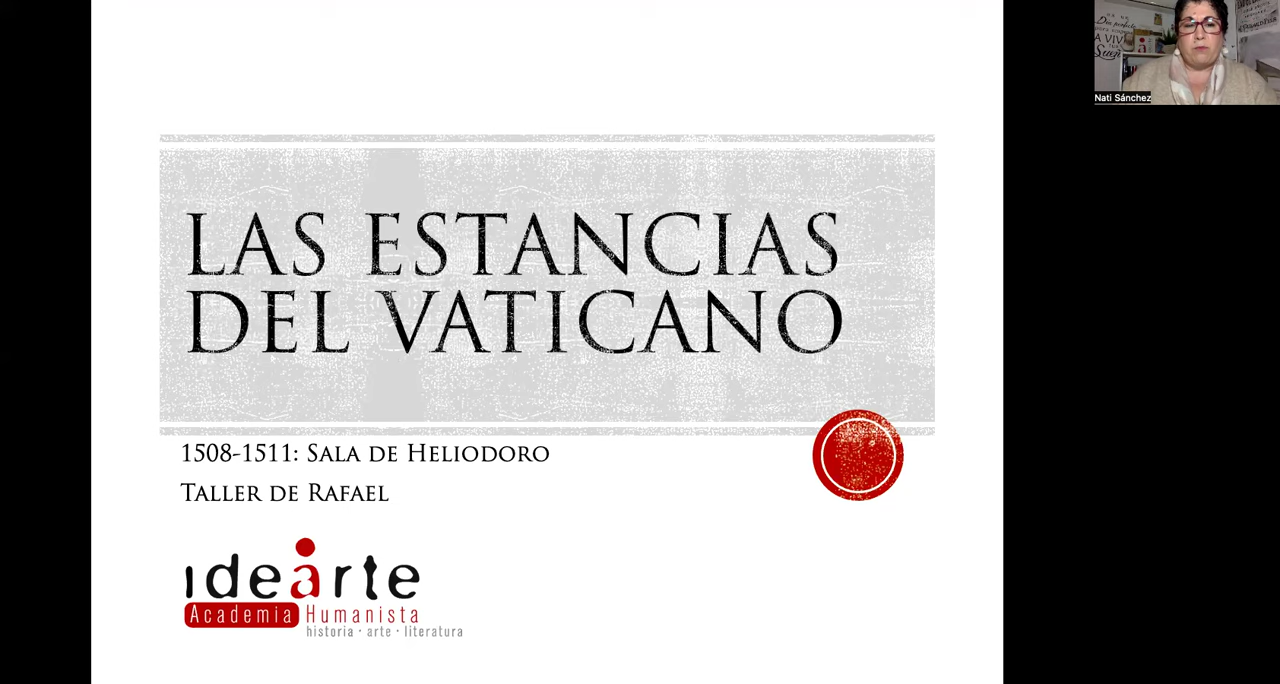 LAS ESTANCIAS
DEL VATICANO
1508-1511: SALA DE HELIODORO
TALLER DE RAFAEL
idearte
Academia Humanista
historia · arte · literatura
Nati Sánchez